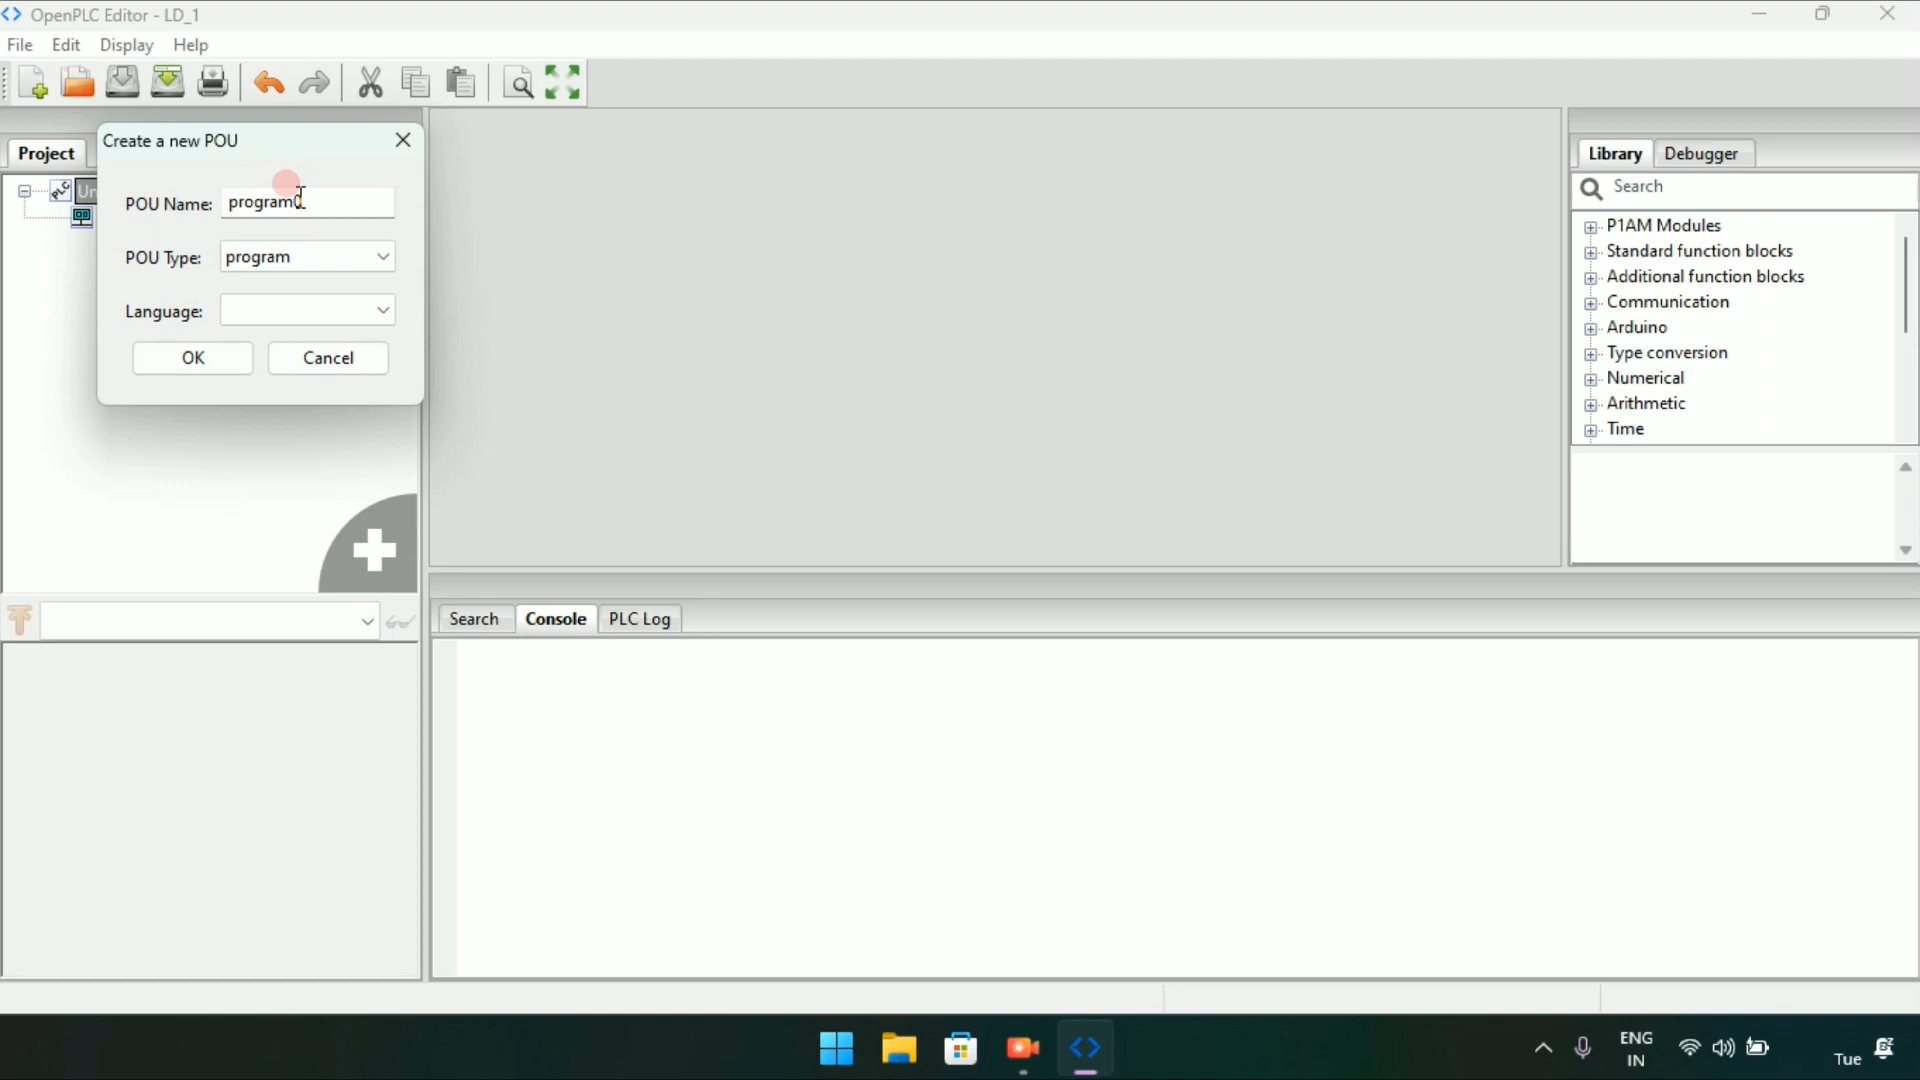 OpenPLC Editor - LD_1
File Edit Display Help
Create a new POU
Project
POU Name: program0
Un
POU Type: program
Language:
OK Cancel
Library Debugger
Search
P1AM Modules
Standard function blocks
Additional function blocks
Communication
Arduino
Type conversion
Numerical
Arithmetic
Time
Search Console PLC Log
ENG
IN
Tue